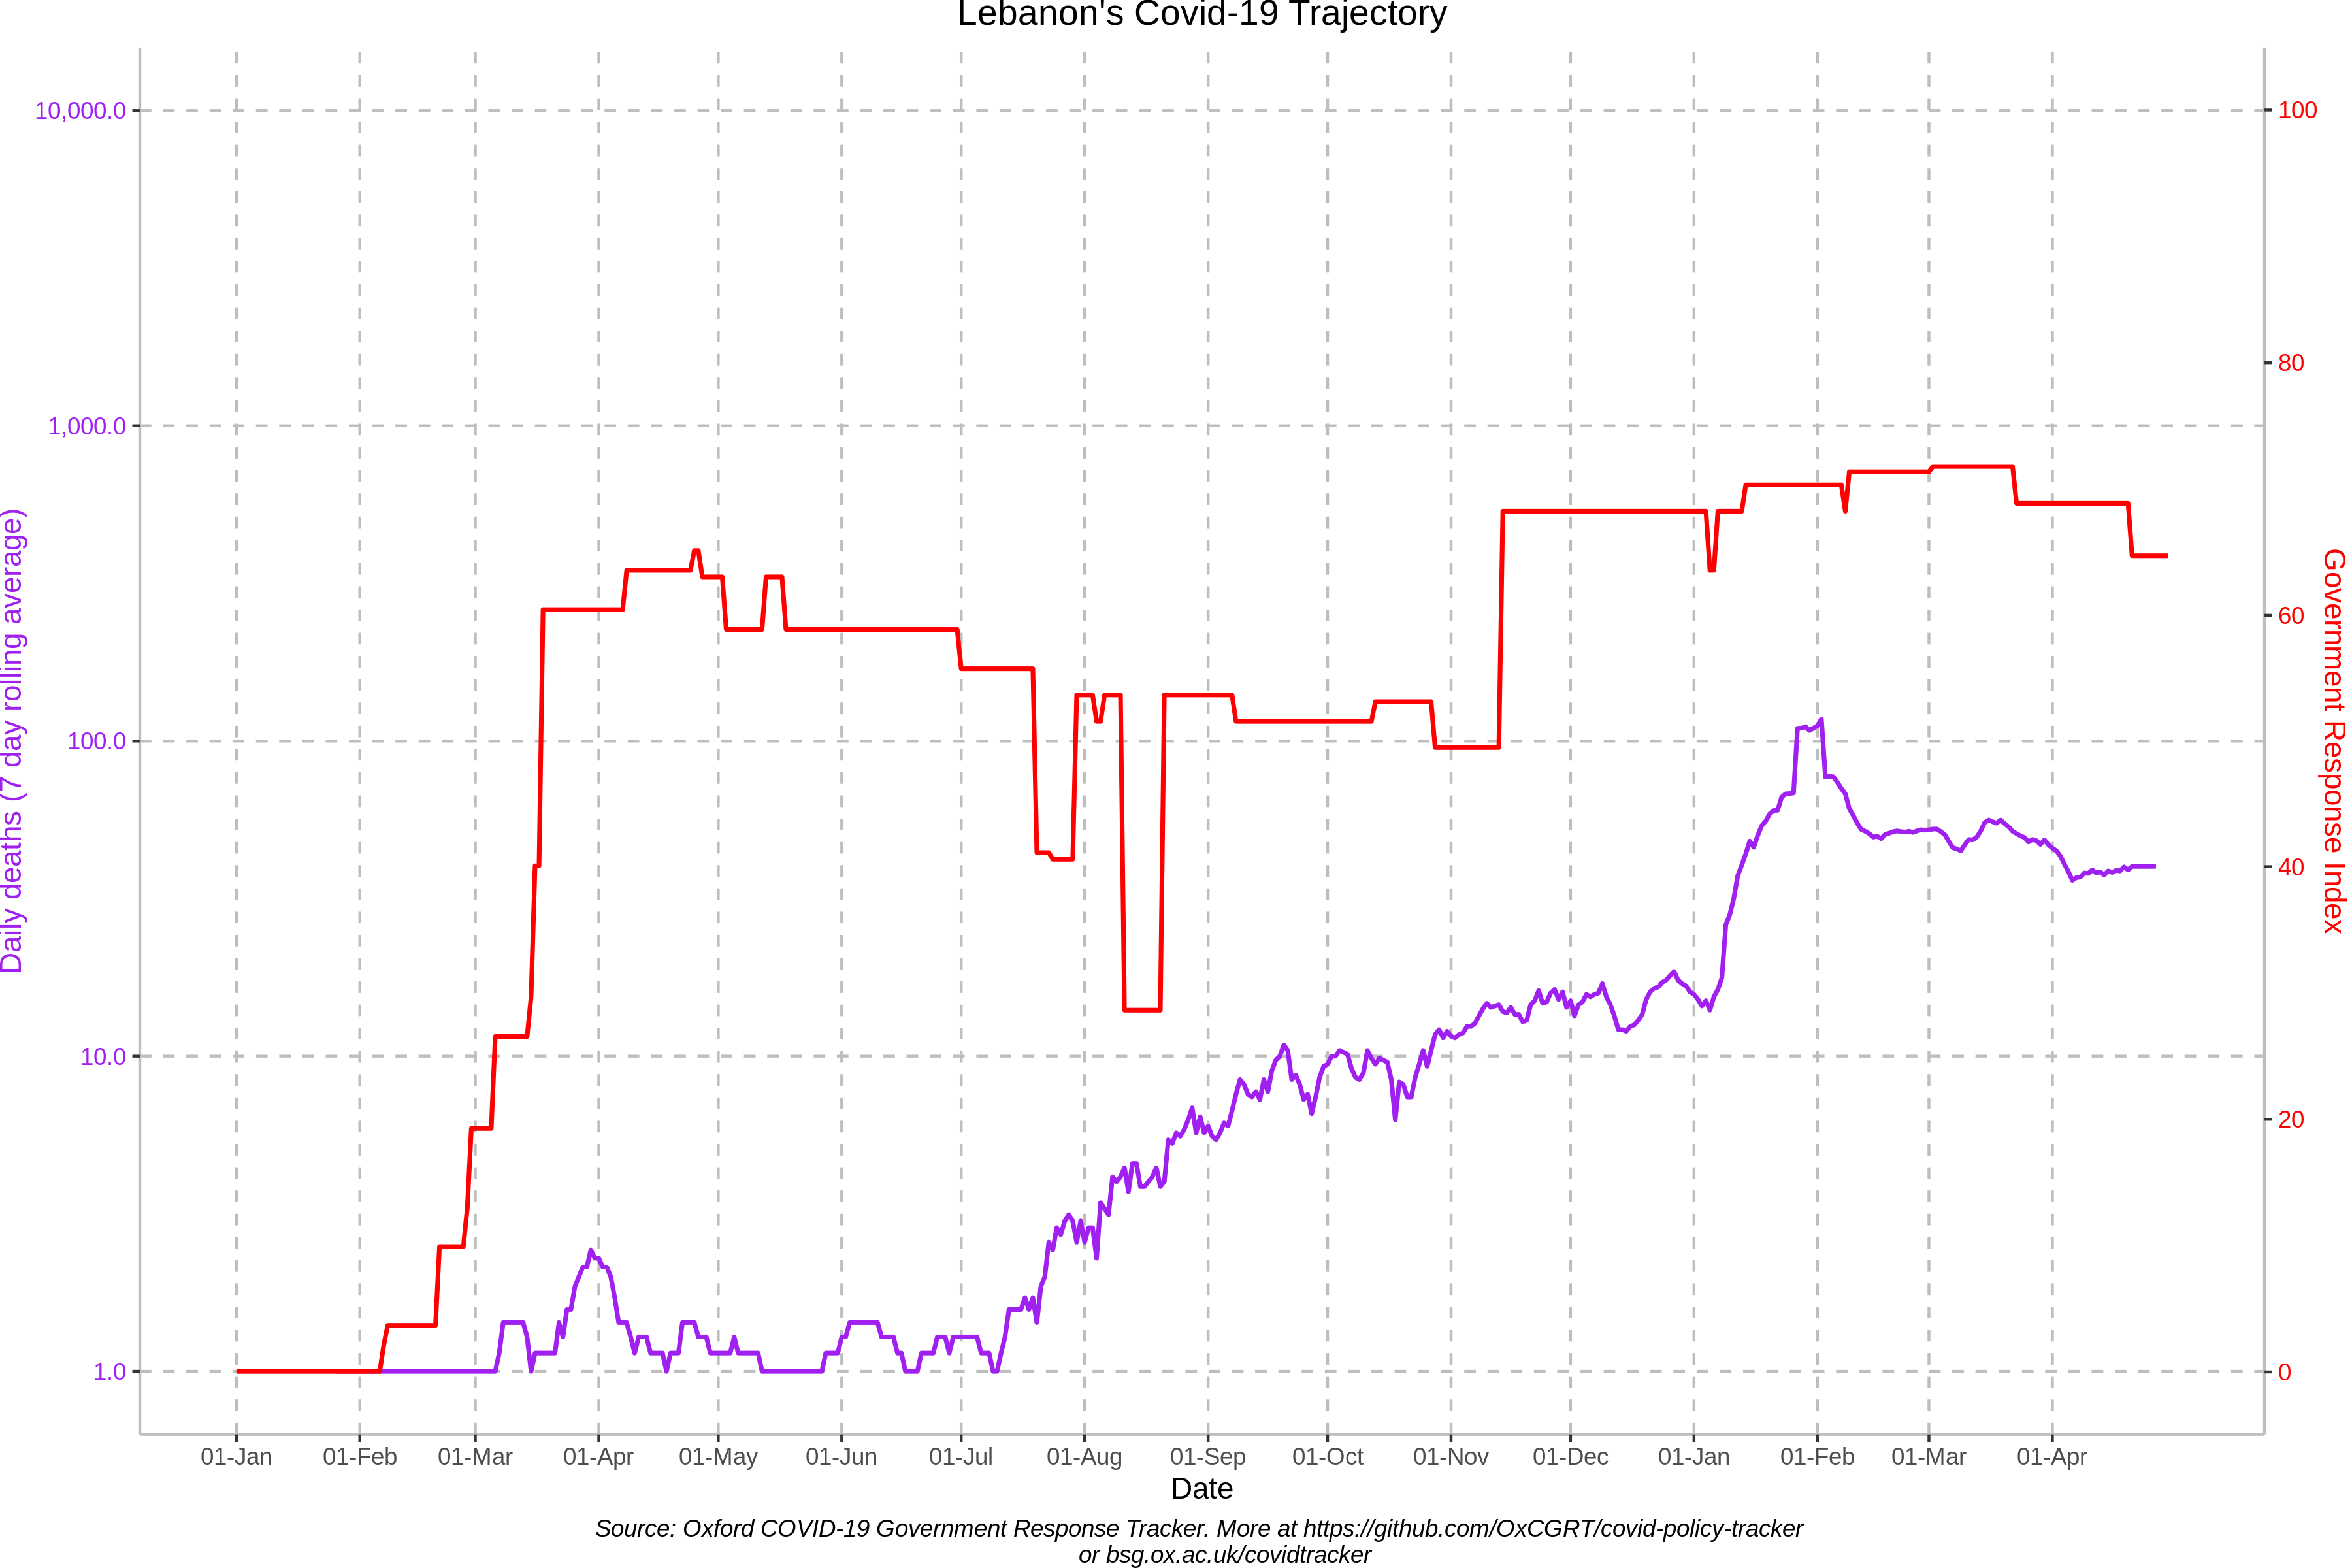 Lebanon's Covid-19 Trajectory
10,000.0
1,000.0
100.0
10.0
1.0
Daily deaths (7 day rolling average)
100
80
60
40
20
0
Government Response Index
01-Jan 01-Feb 01-Mar 01-Apr 01-May 01-Jun 01-Jul 01-Aug 01-Sep 01-Oct 01-Nov 01-Dec 01-Jan 01-Feb 01-Mar 01-Apr
Date
Source: Oxford COVID-19 Government Response Tracker. More at https://github.com/OxCGRT/covid-policy-tracker
or bsg.ox.ac.uk/covidtracker